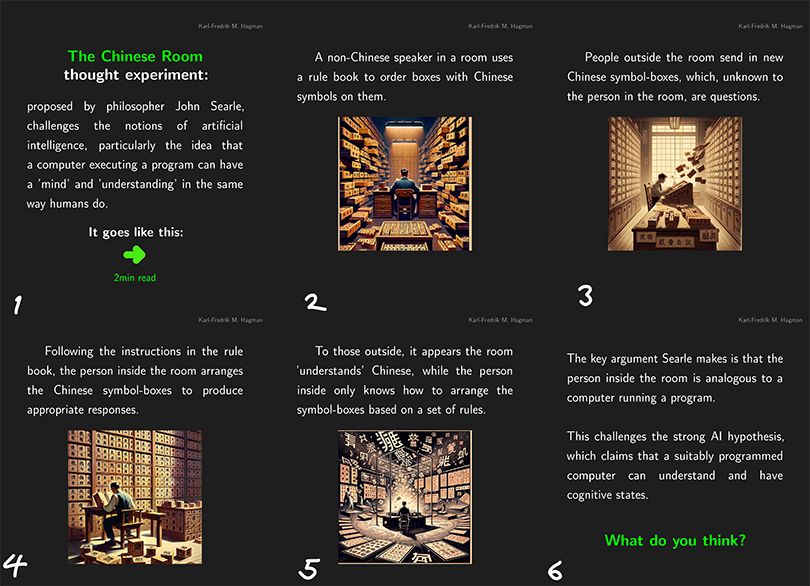 Karl-Fredrik M. Hagman
The Chinese Room
thought experiment:
proposed by philosopher John Searle,
challenges the notions of artificial
intelligence, particularly the idea that
a computer executing a program can have
a 'mind' and 'understanding' in the same
way humans do.
It goes like this:
2min read
1
Karl-Fredrik M. Hagman
A non-Chinese speaker in a room uses
a rule book to order boxes with Chinese
symbols on them.
2
Karl-Fredrik M. Hagman
People outside the room send in new
Chinese symbol-boxes, which, unknown to
the person in the room, are questions.
3
Karl-Fredrik M. Hagman
Following the instructions in the rule
book, the person inside the room arranges
the Chinese symbol-boxes to produce
appropriate responses.
4
Karl-Fredrik M. Hagman
To those outside, it appears the room
'understands' Chinese, while the person
inside only knows how to arrange the
symbol-boxes based on a set of rules.
5
Karl-Fredrik M. Hagman
The key argument Searle makes is that the
person inside the room is analogous to a
computer running a program.
This challenges the strong AI hypothesis,
which claims that a suitably programmed
computer can understand and have
cognitive states.
What do you think?
6